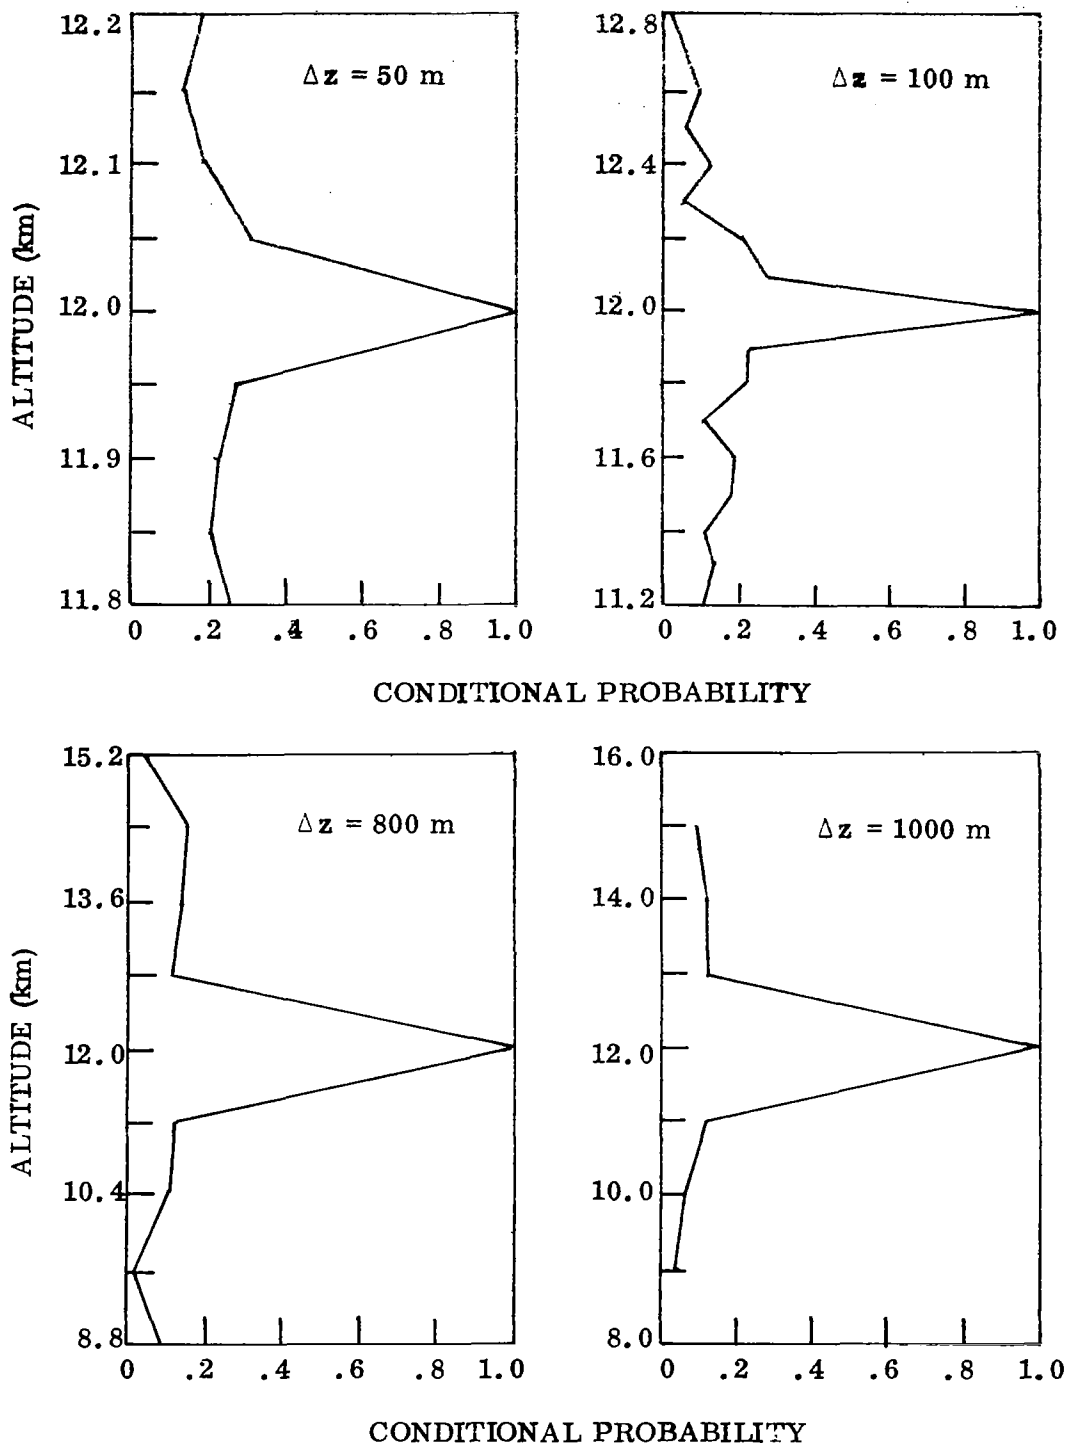 12.2
12.1
12.0
11.9
11.8
0 .2 .4 .6 .8 1.0
Δz = 50 m
ALTITUDE (km)
12.8
12.4
12.0
11.6
11.2
0 .2 .4 .6 .8 1.0
Δz = 100 m
CONDITIONAL PROBABILITY
15.2
13.6
12.0
10.4
8.8
0 .2 .4 .6 .8 1.0
Δz = 800 m
ALTITUDE (km)
16.0
14.0
12.0
10.0
8.0
0 .2 .4 .6 .8 1.0
Δz = 1000 m
CONDITIONAL PROBABILITY